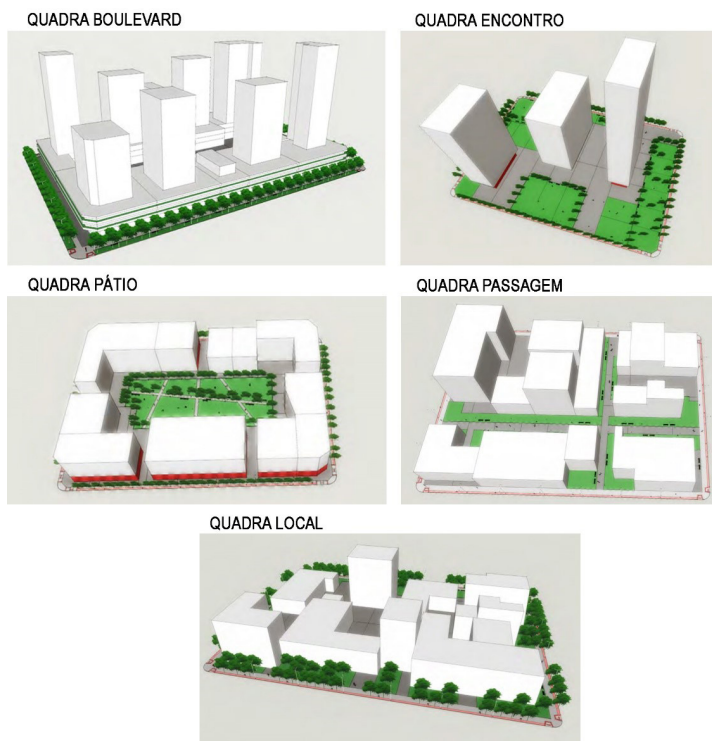 QUADRA BOULEVARD
QUADRA ENCONTRO
QUADRA PÁTIO
QUADRA PASSAGEM
QUADRA LOCAL